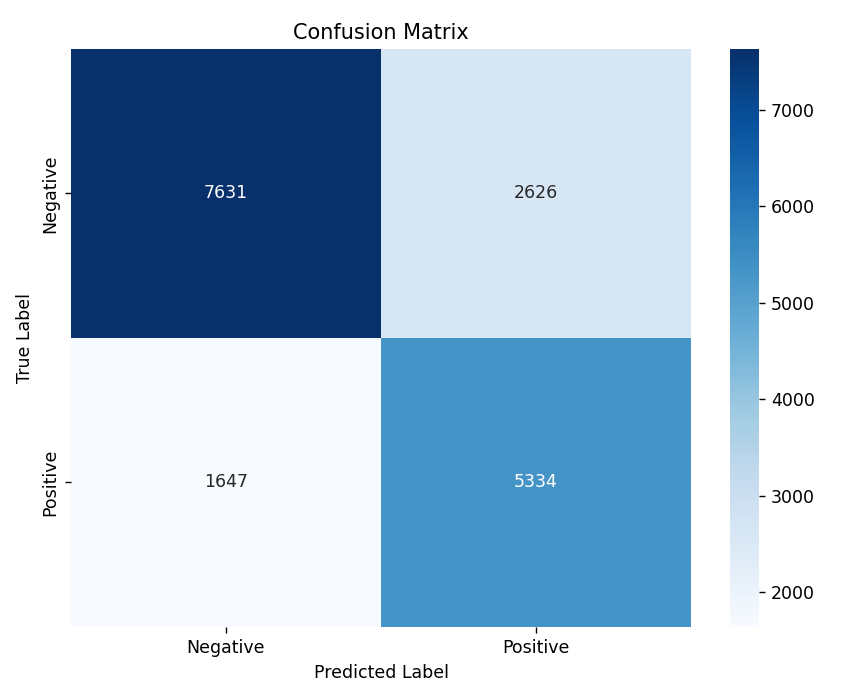 Confusion Matrix
Negative
7631
2626
True Label
Positive
1647
5334
Negative
Positive
Predicted Label
7000
6000
5000
4000
3000
2000